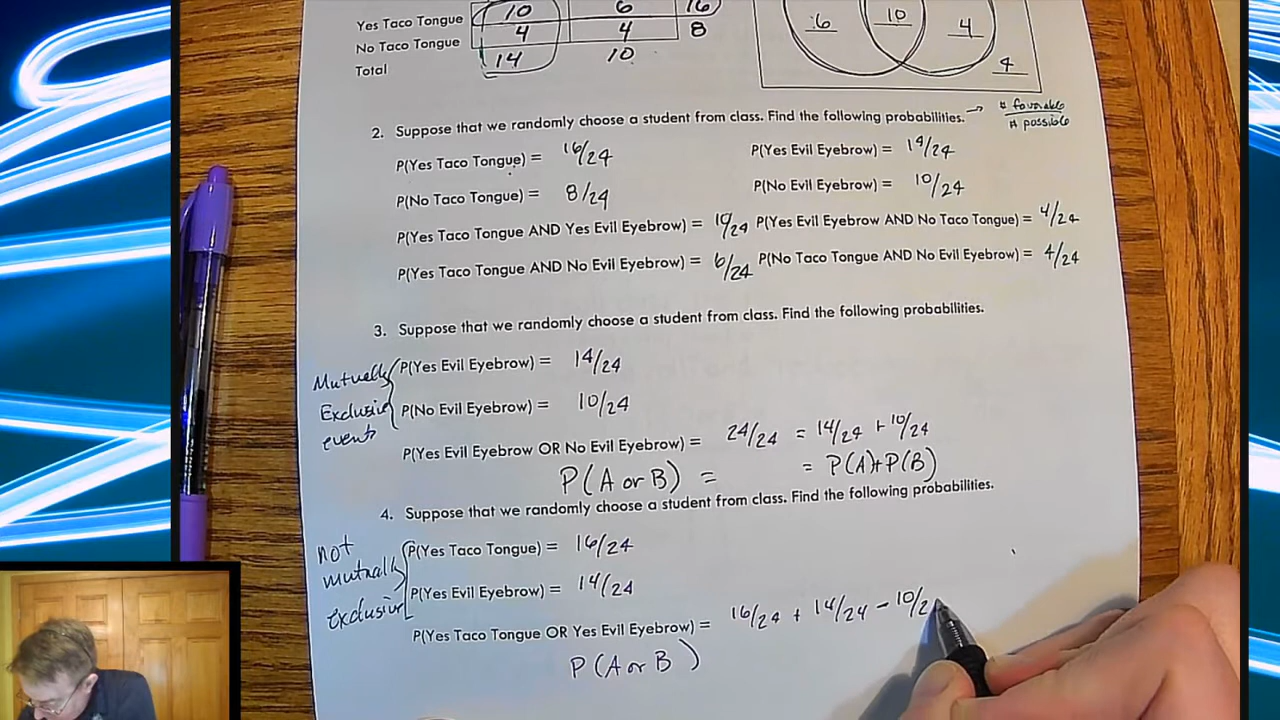 Yes Taco Tongue 10 6 16
No Taco Tongue 4 4 8
Total 14 10
6 10 4
4
2. Suppose that we randomly choose a student from class. Find the following probabilities. → # favorable / # possible
P(Yes Taco Tongue) = 16/24 P(Yes Evil Eyebrow) = 14/24
P(No Taco Tongue) = 8/24 P(No Evil Eyebrow) = 10/24
P(Yes Taco Tongue AND Yes Evil Eyebrow) = 10/24 P(Yes Evil Eyebrow AND No Taco Tongue) = 4/24
P(Yes Taco Tongue AND No Evil Eyebrow) = 6/24 P(No Taco Tongue AND No Evil Eyebrow) = 4/24
3. Suppose that we randomly choose a student from class. Find the following probabilities.
Mutually Exclusive events
P(Yes Evil Eyebrow) = 14/24
P(No Evil Eyebrow) = 10/24
P(Yes Evil Eyebrow OR No Evil Eyebrow) = 24/24 = 14/24 + 10/24
P(A or B) = = P(A)+P(B)
4. Suppose that we randomly choose a student from class. Find the following probabilities.
not mutually exclusive
P(Yes Taco Tongue) = 16/24
P(Yes Evil Eyebrow) = 14/24
P(Yes Taco Tongue OR Yes Evil Eyebrow) = 16/24 + 14/24 - 10/2
P(A or B)